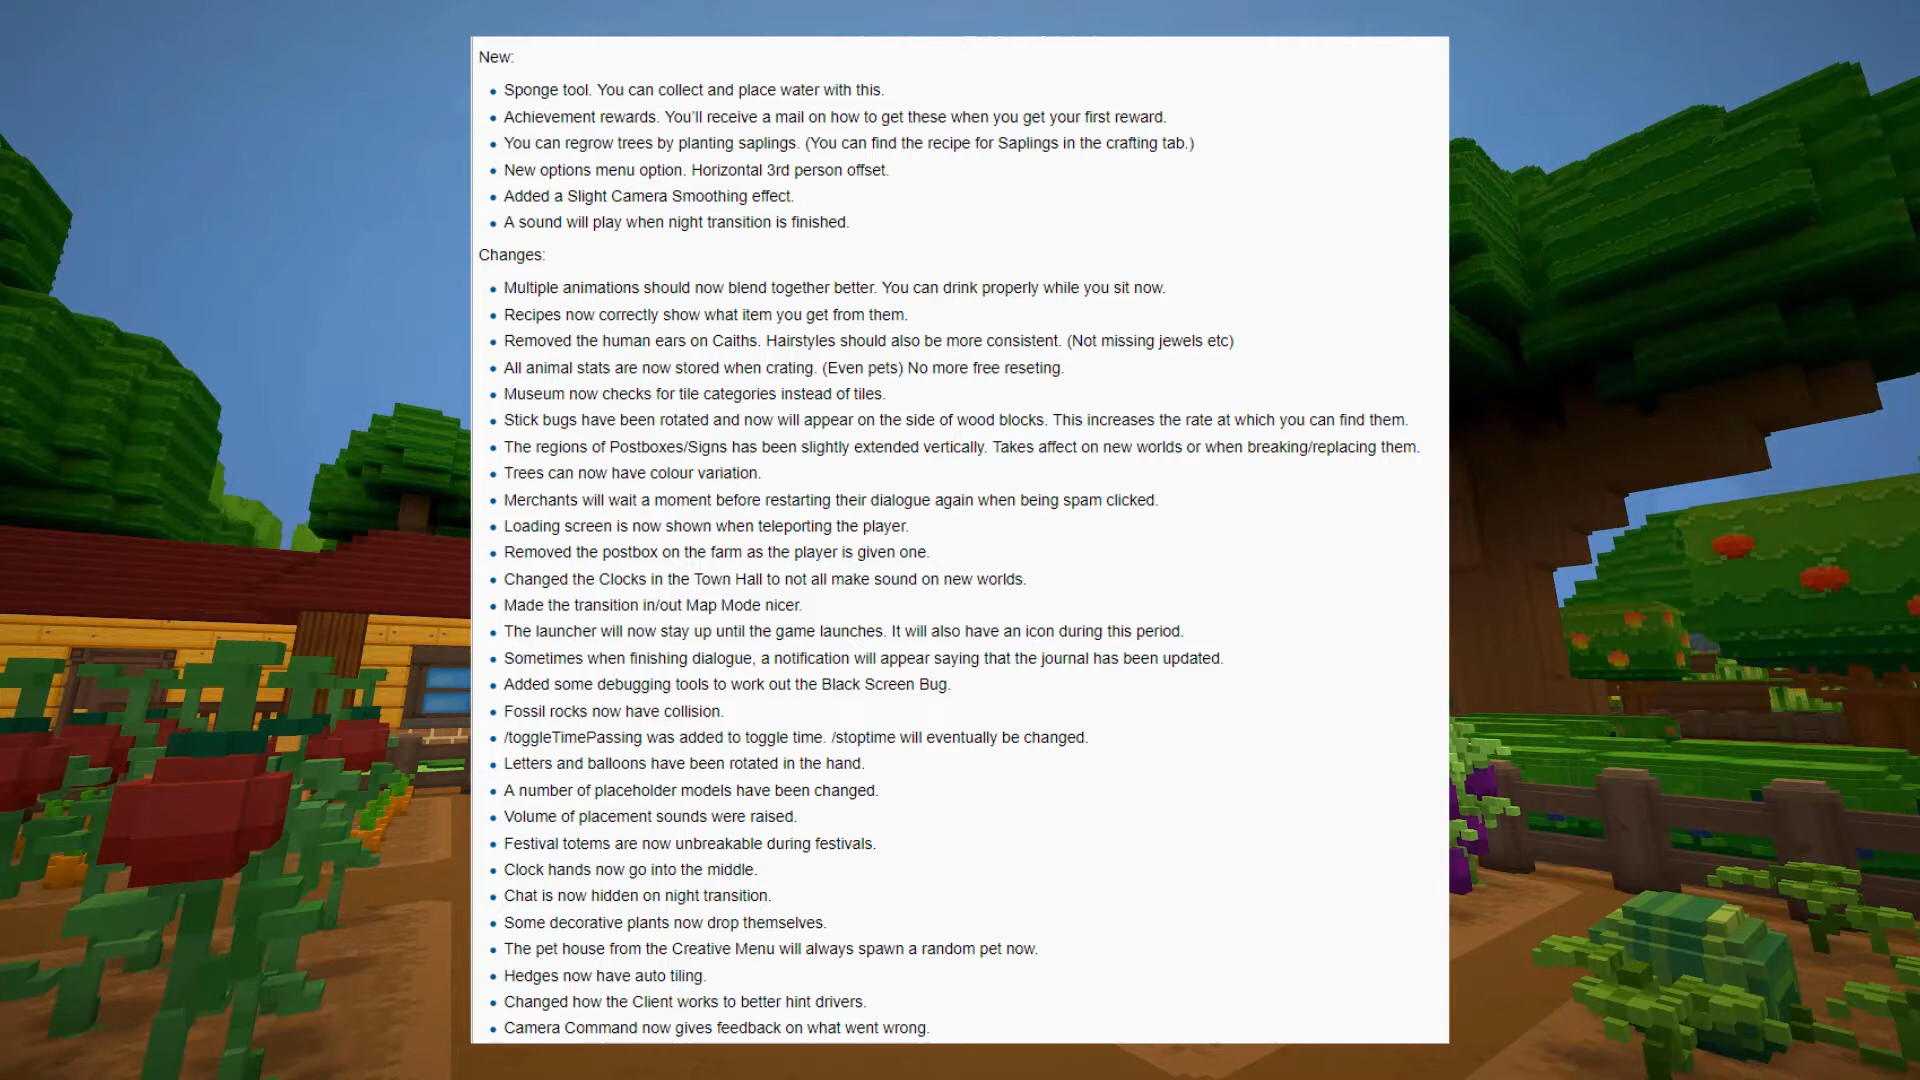 New:
Sponge tool. You can collect and place water with this.
Achievement rewards. You'll receive a mail on how to get these when you get your first reward.
You can regrow trees by planting saplings. (You can find the recipe for Saplings in the crafting tab.)
New options menu option. Horizontal 3rd person offset.
Added a Slight Camera Smoothing effect.
A sound will play when night transition is finished.
Changes:
Multiple animations should now blend together better. You can drink properly while you sit now.
Recipes now correctly show what item you get from them.
Removed the human ears on Caiths. Hairstyles should also be more consistent. (Not missing jewels etc)
All animal stats are now stored when crating. (Even pets) No more free reseting.
Museum now checks for tile categories instead of tiles.
Stick bugs have been rotated and now will appear on the side of wood blocks. This increases the rate at which you can find them.
The regions of Postboxes/Signs has been slightly extended vertically. Takes affect on new worlds or when breaking/replacing them.
Trees can now have colour variation.
Merchants will wait a moment before restarting their dialogue again when being spam clicked.
Loading screen is now shown when teleporting the player.
Removed the postbox on the farm as the player is given one.
Changed the Clocks in the Town Hall to not all make sound on new worlds.
Made the transition in/out Map Mode nicer.
The launcher will now stay up until the game launches. It will also have an icon during this period.
Sometimes when finishing dialogue, a notification will appear saying that the journal has been updated.
Added some debugging tools to work out the Black Screen Bug.
Fossil rocks now have collision.
/toggleTimePassing was added to toggle time. /stoptime will eventually be changed.
Letters and balloons have been rotated in the hand.
A number of placeholder models have been changed.
Volume of placement sounds were raised.
Festival totems are now unbreakable during festivals.
Clock hands now go into the middle.
Chat is now hidden on night transition.
Some decorative plants now drop themselves.
The pet house from the Creative Menu will always spawn a random pet now.
Hedges now have auto tiling.
Changed how the Client works to better hint drivers.
Camera Command now gives feedback on what went wrong.